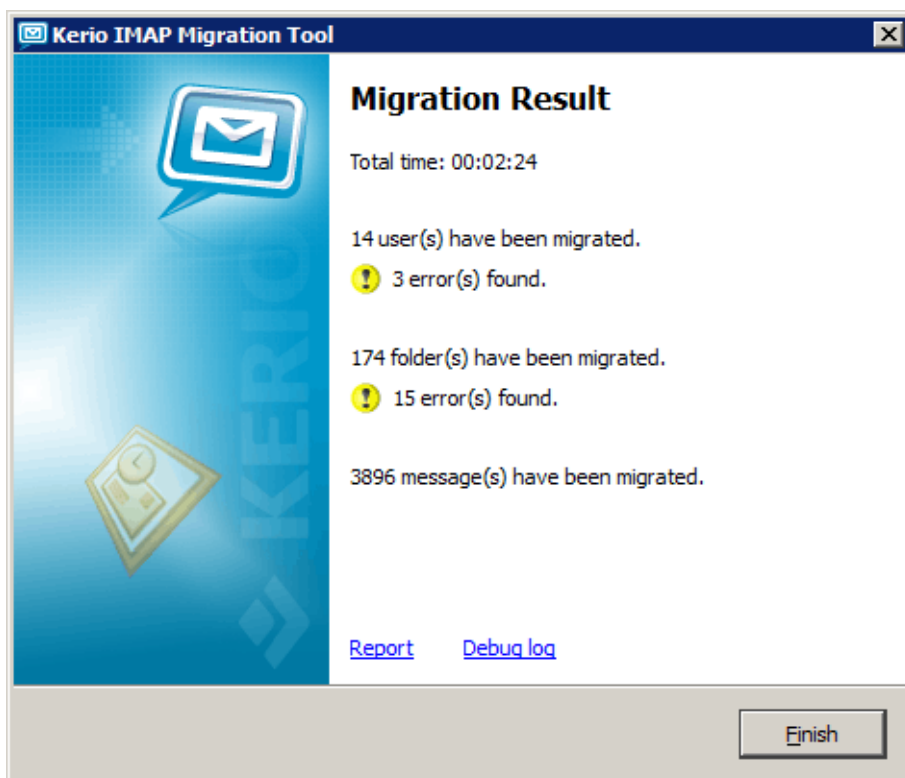 Kerio IMAP Migration Tool
Migration Result
Total time: 00:02:24
14 user(s) have been migrated.
3 error(s) found.
174 folder(s) have been migrated.
15 error(s) found.
3896 message(s) have been migrated.
KERIO
Report Debug log
Finish